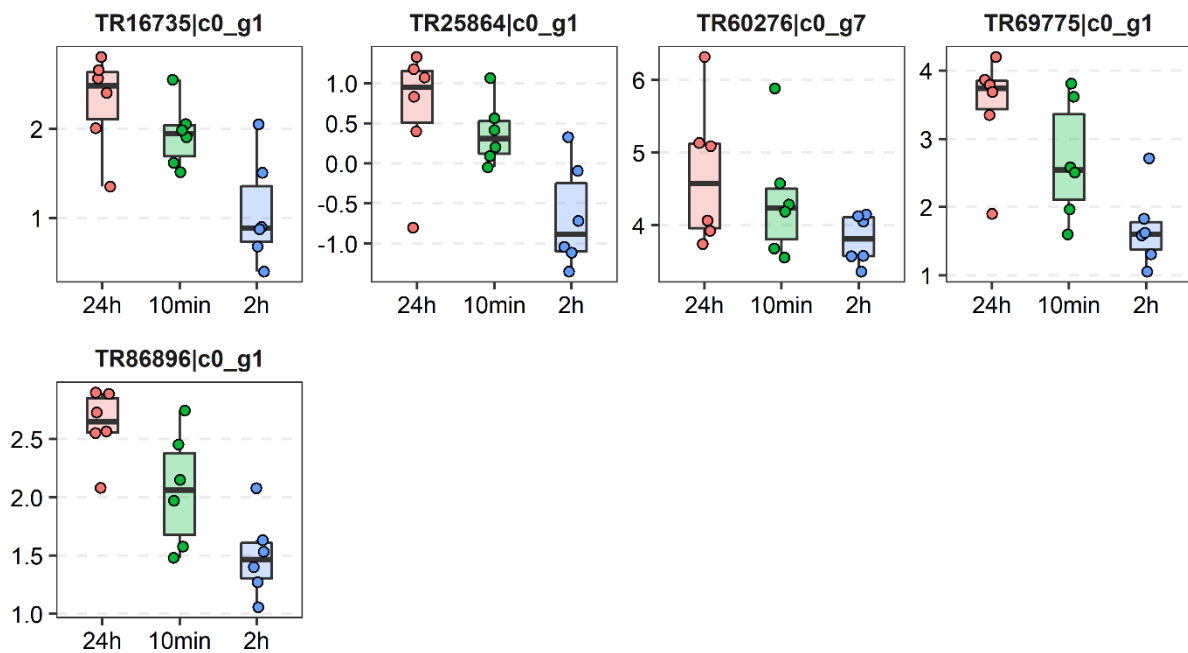 TR16735|c0_g1
TR25864|c0_g1
TR60276|c0_g7
TR69775|c0_g1
2
1
24h 10min 2h
1.0
0.5
0.0
-0.5
-1.0
24h 10min 2h
6
5
4
24h 10min 2h
4
3
2
1
24h 10min 2h
TR86896|c0_g1
2.5
2.0
1.5
1.0
24h 10min 2h